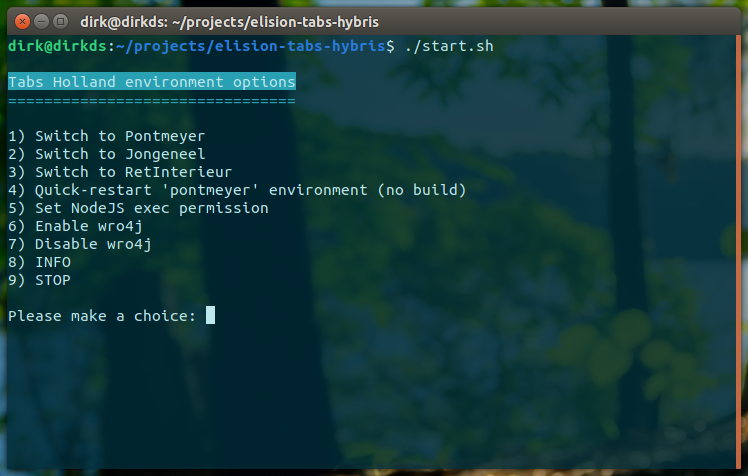 dirk@dirkds: ~/projects/elision-tabs-hybris
dirk@dirkds:~/projects/elision-tabs-hybris$ ./start.sh
Tabs Holland environment options
================================
1) Switch to Pontmeyer
2) Switch to Jongeneel
3) Switch to RetInterieur
4) Quick-restart 'pontmeyer' environment (no build)
5) Set NodeJS exec permission
6) Enable wro4j
7) Disable wro4j
8) INFO
9) STOP
Please make a choice: